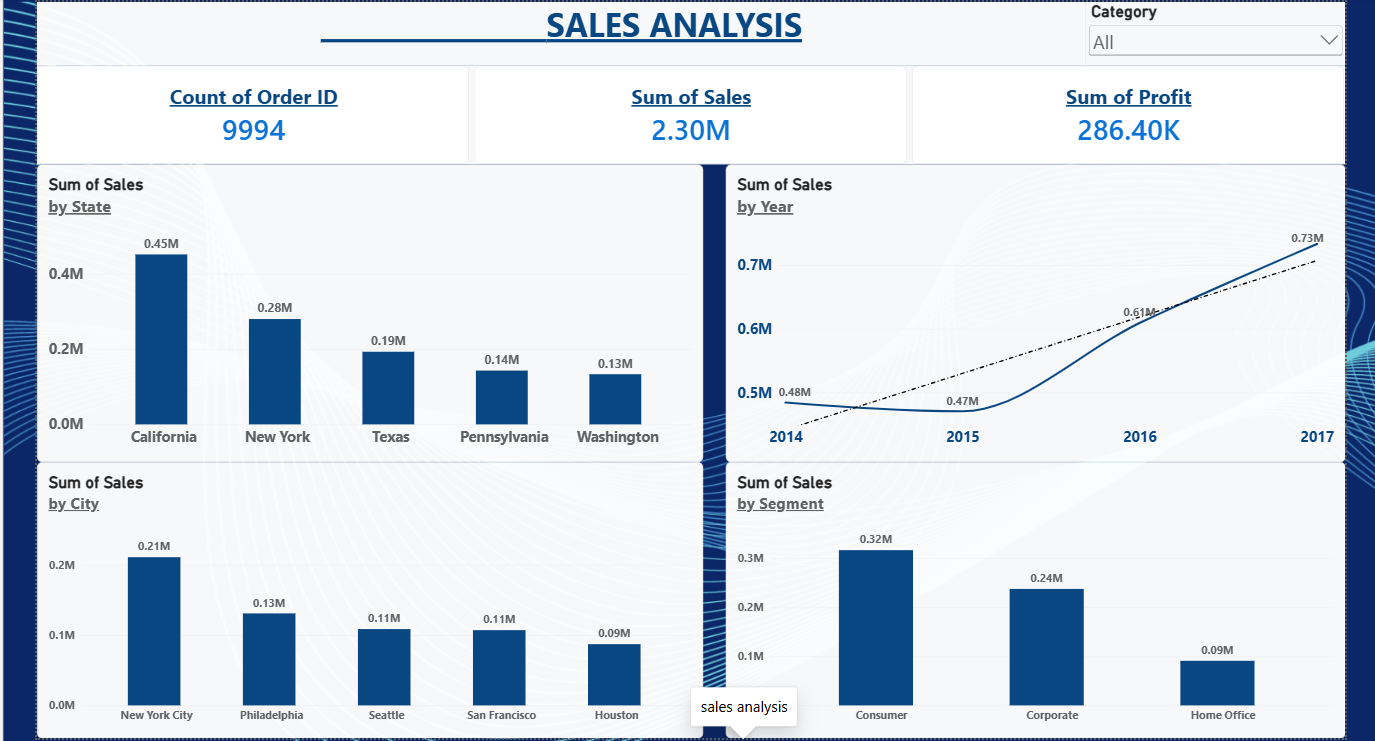 SALES ANALYSIS
Category
All
Count of Order ID
9994
Sum of Sales
2.30M
Sum of Profit
286.40K
Sum of Sales
by State
0.4M
0.2M
0.0M
0.45M
0.28M
0.19M
0.14M
0.13M
California New York Texas Pennsylvania Washington
Sum of Sales
by Year
0.7M
0.6M
0.5M
0.48M
0.47M
0.61M
0.73M
2014 2015 2016 2017
Sum of Sales
by City
0.2M
0.1M
0.0M
0.21M
0.13M
0.11M
0.11M
0.09M
New York City Philadelphia Seattle San Francisco Houston
Sum of Sales
by Segment
0.3M
0.2M
0.1M
0.32M
0.24M
0.09M
Consumer Corporate Home Office
sales analysis